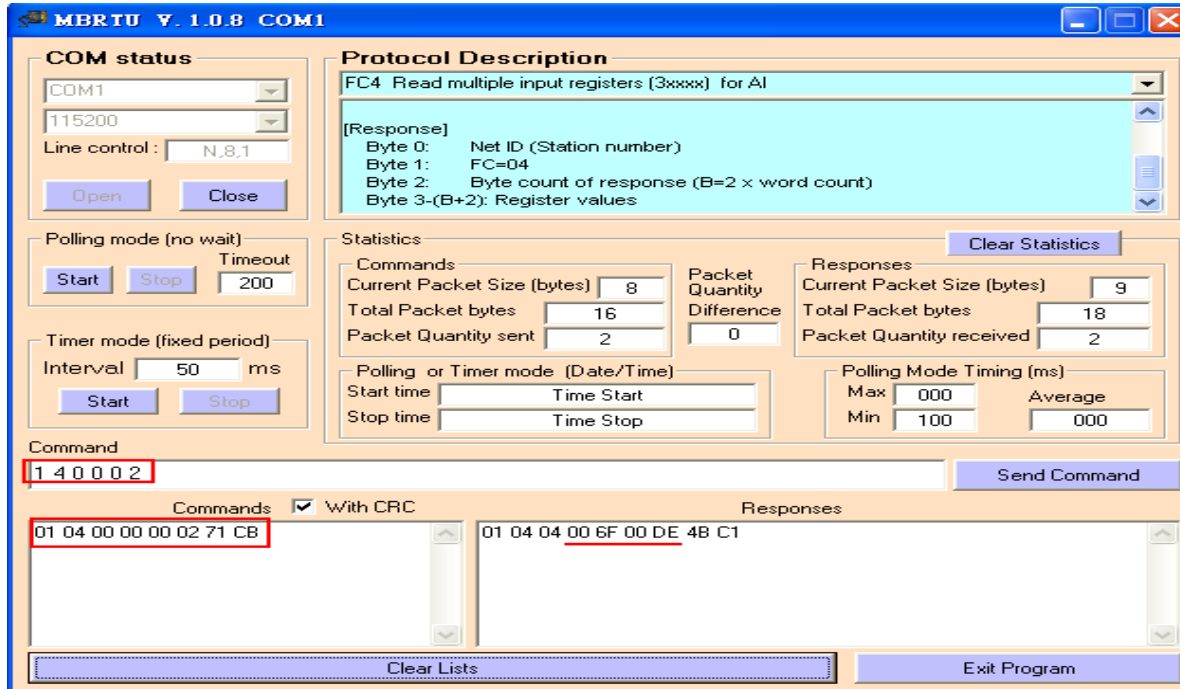 MBRTU V. 1.0.8 COM1
COM status
COM1
115200
Line control : N,8,1
Open Close
Protocol Description
FC4 Read multiple input registers (3xxxx) for AI
[Response]
Byte 0: Net ID (Station number)
Byte 1: FC=04
Byte 2: Byte count of response (B=2 x word count)
Byte 3-(B+2): Register values
Polling mode (no wait)
Timeout
Start Stop 200
Timer mode (fixed period)
Interval 50 ms
Start Stop
Statistics
Clear Statistics
Commands
Current Packet Size (bytes) 8
Total Packet bytes 16
Packet Quantity sent 2
Packet
Quantity
Difference
0
Responses
Current Packet Size (bytes) 9
Total Packet bytes 18
Packet Quantity received 2
Polling or Timer mode (Date/Time)
Start time Time Start
Stop time Time Stop
Polling Mode Timing (ms)
Max 000 Average
Min 100 000
Command
1 4 0 0 0 2
Send Command
Commands With CRC
Responses
01 04 00 00 00 02 71 CB
01 04 04 00 6F 00 DE 4B C1
Clear Lists
Exit Program